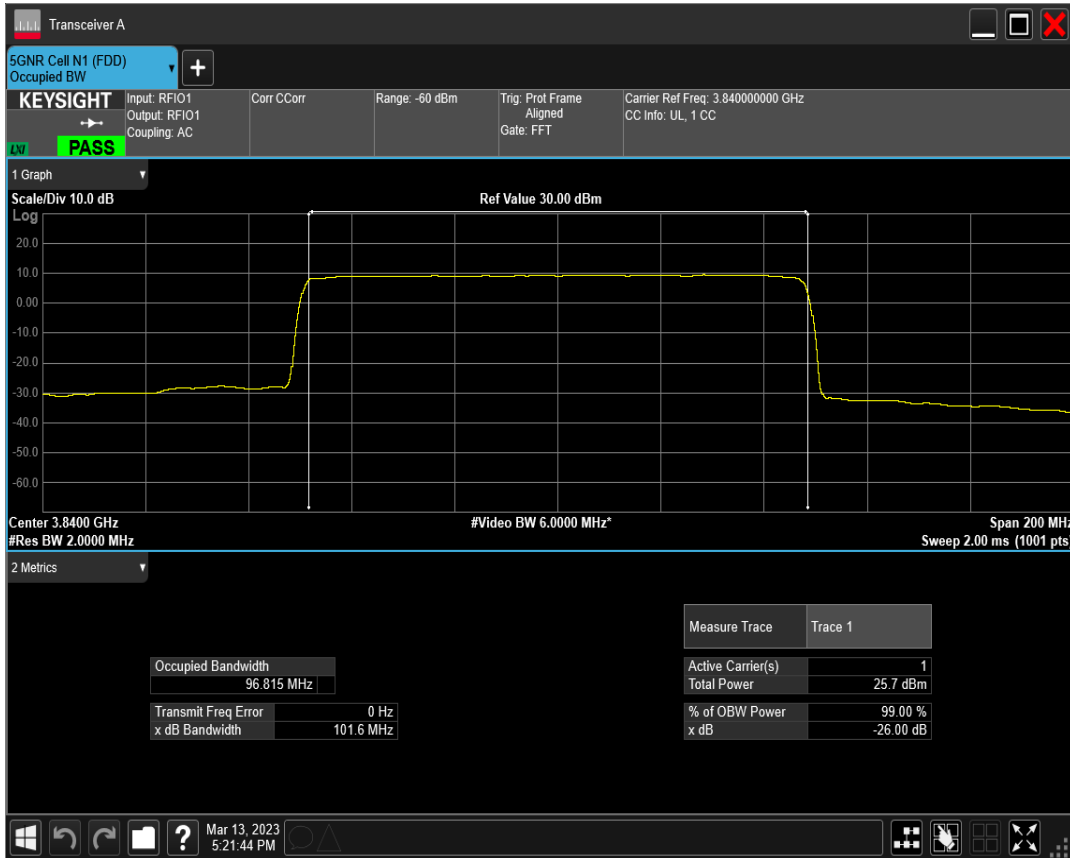 Transceiver A
5GNR Cell N1 (FDD)
Occupied BW
+
KEYSIGHT
LXI
PASS
Input: RFIO1
Output: RFIO1
Coupling: AC
Corr CCorr
Range: -60 dBm
Trig: Prot Frame
Aligned
Gate: FFT
Carrier Ref Freq: 3.840000000 GHz
CC Info: UL, 1 CC
1 Graph
Scale/Div 10.0 dB
Ref Value 30.00 dBm
Log
20.0
10.0
0.00
-10.0
-20.0
-30.0
-40.0
-50.0
-60.0
Center 3.8400 GHz
#Video BW 6.0000 MHz*
Span 200 MHz
#Res BW 2.0000 MHz
Sweep 2.00 ms (1001 pts)
2 Metrics
Measure Trace Trace 1
Occupied Bandwidth
96.815 MHz
Active Carrier(s) 1
Total Power 25.7 dBm
Transmit Freq Error 0 Hz
x dB Bandwidth 101.6 MHz
% of OBW Power 99.00 %
x dB -26.00 dB
?
Mar 13, 2023
5:21:44 PM